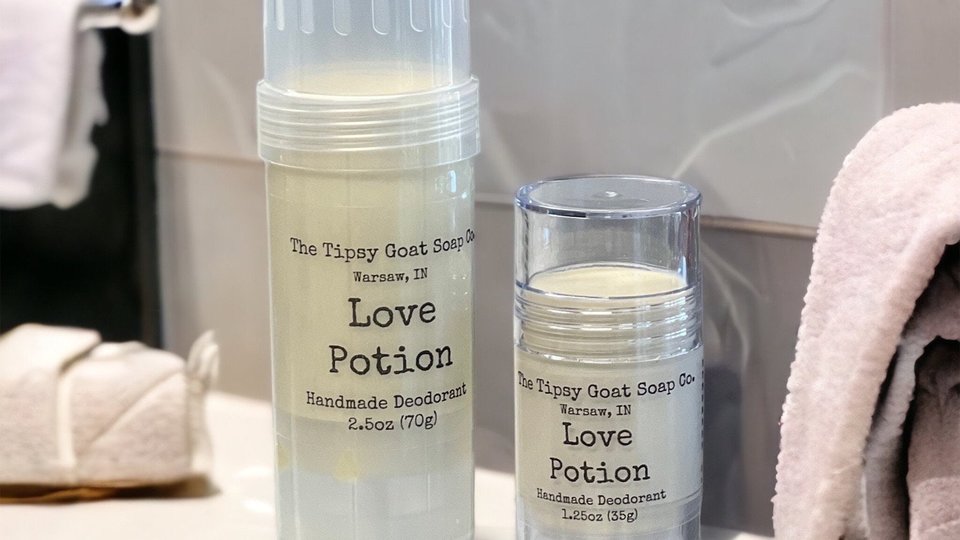 The Tipsy Goat Soap Co.
Warsaw, IN
Love
Potion
Handmade Deodorant
2.5oz (70g)
The Tipsy Goat Soap Co.
Warsaw, IN
Love
Potion
Handmade Deodorant
1.25oz (35g)